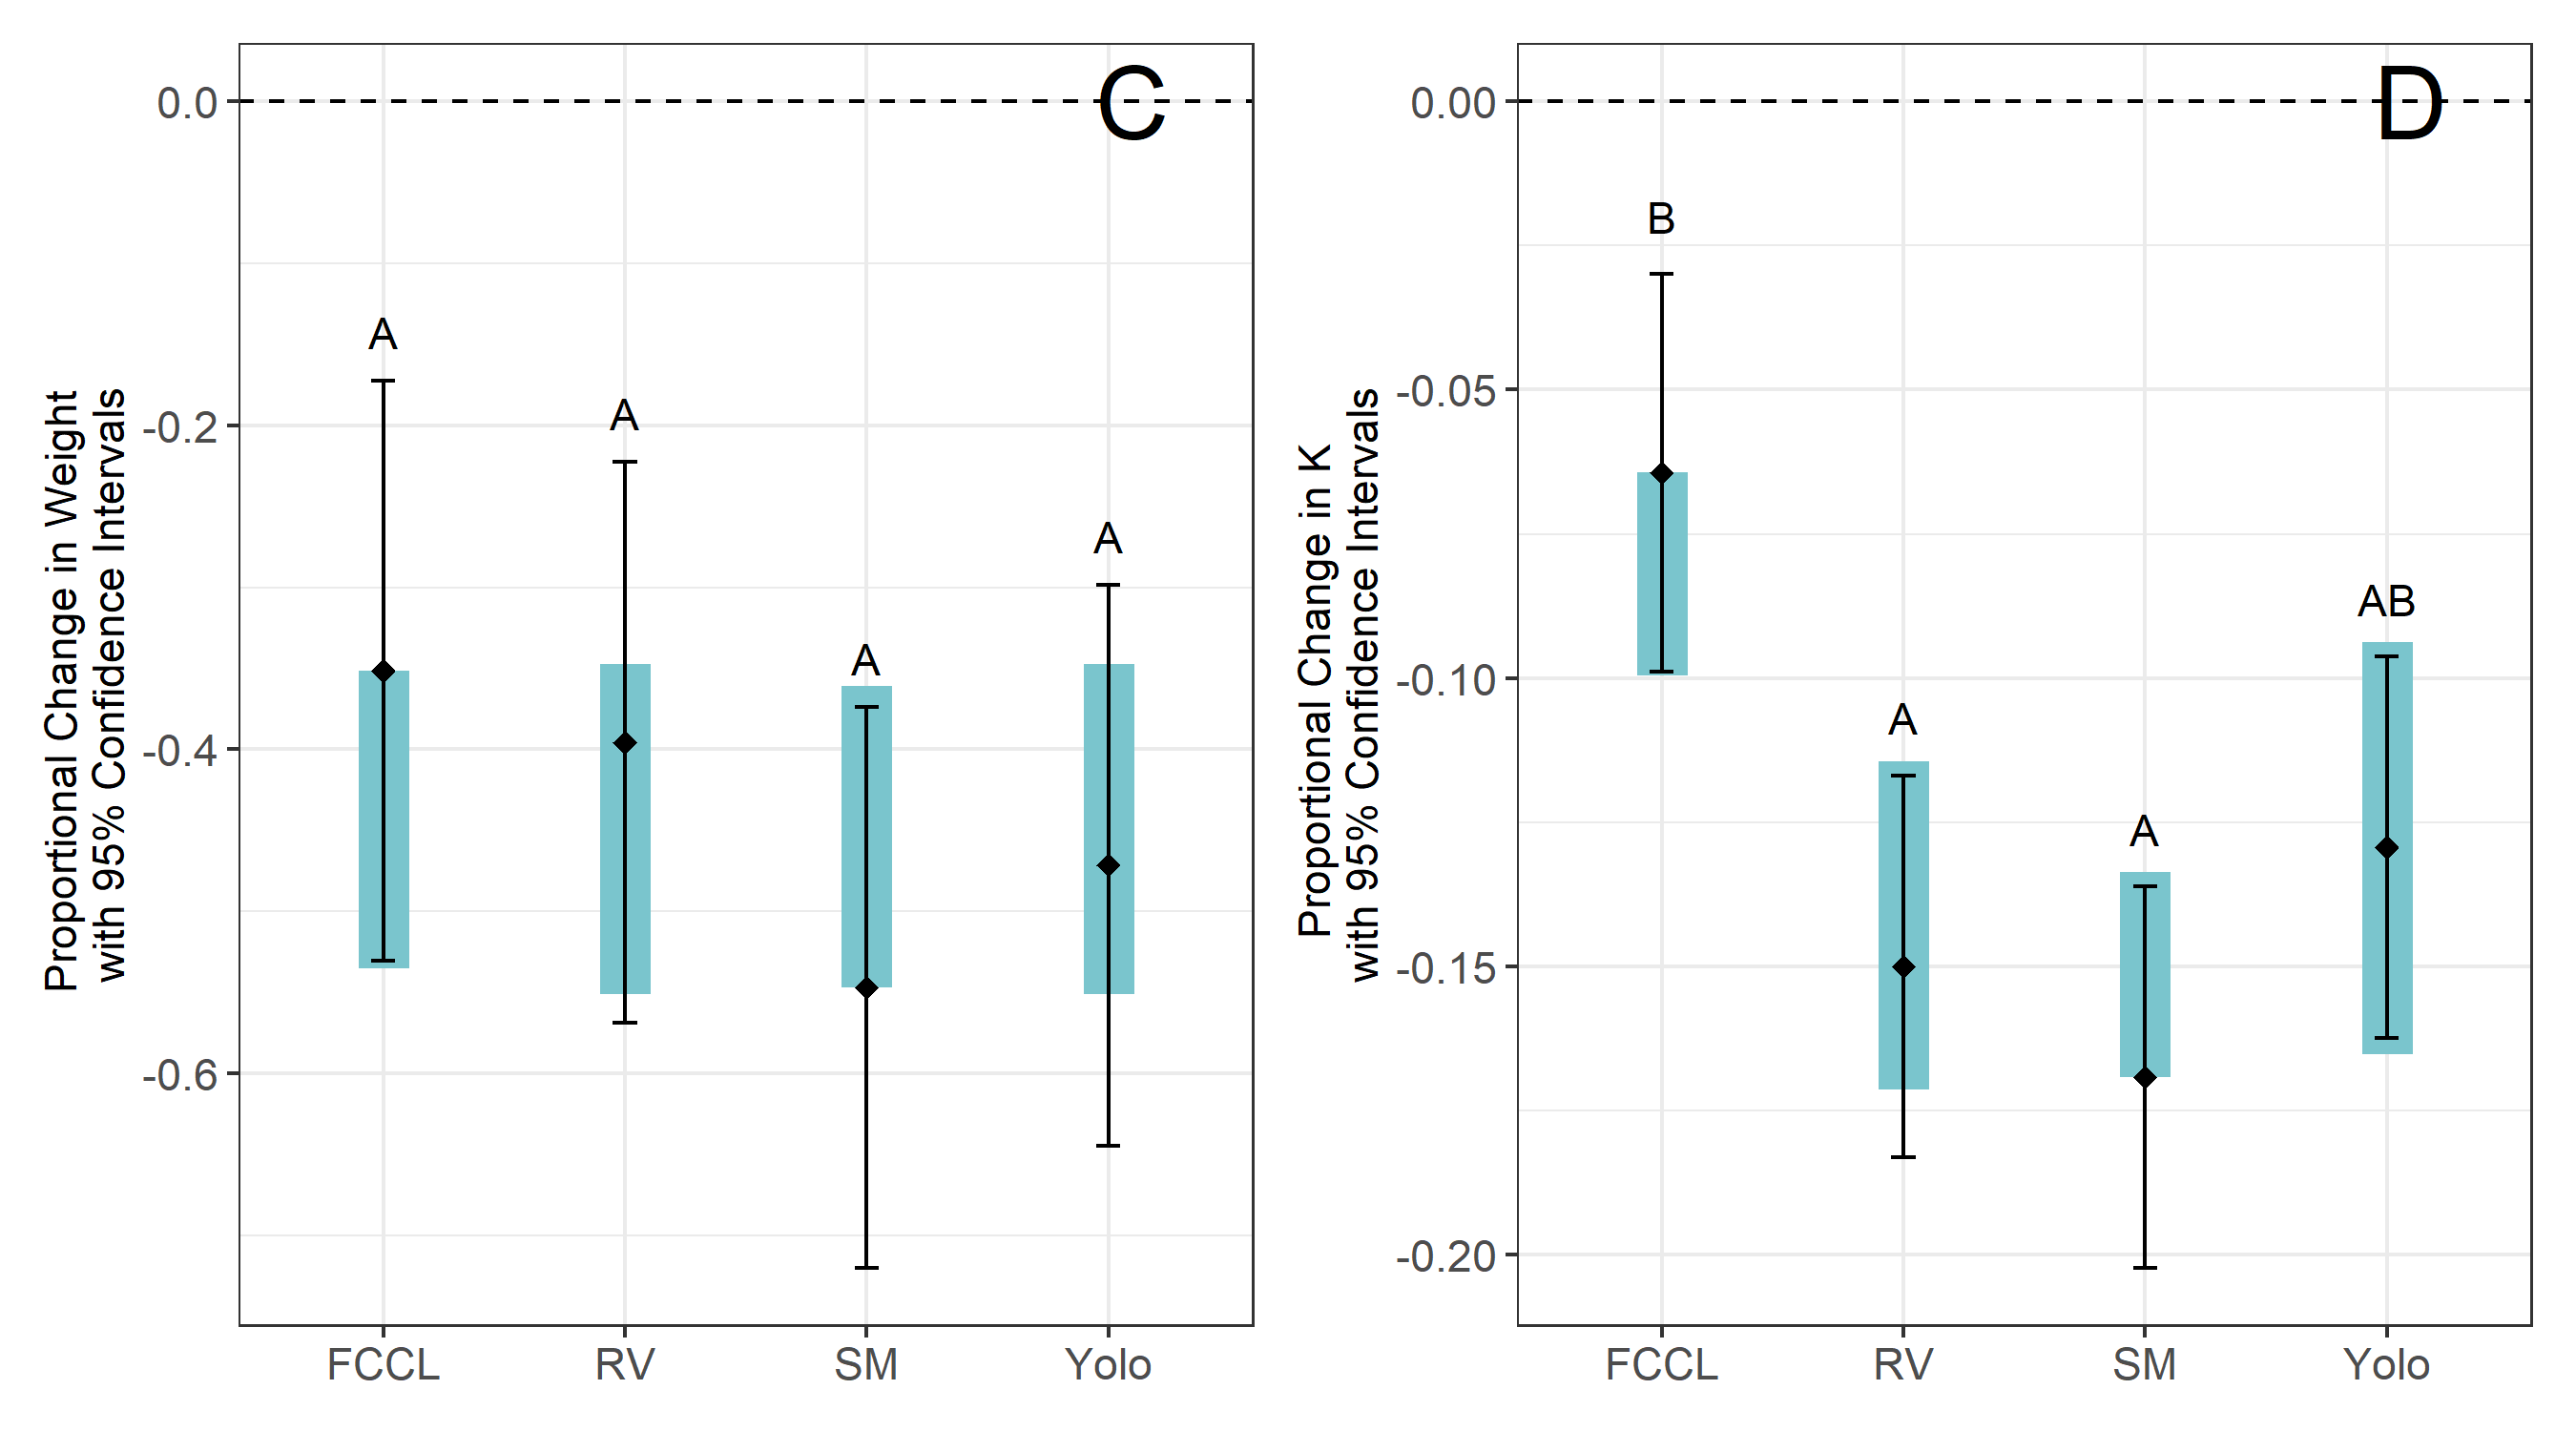 C
0.0
-0.2
-0.4
-0.6
Proportional Change in Weight
with 95% Confidence Intervals
A
A
A
A
FCCL RV SM Yolo
D
0.00
-0.05
-0.10
-0.15
-0.20
Proportional Change in K
with 95% Confidence Intervals
B
A
A
AB
FCCL RV SM Yolo